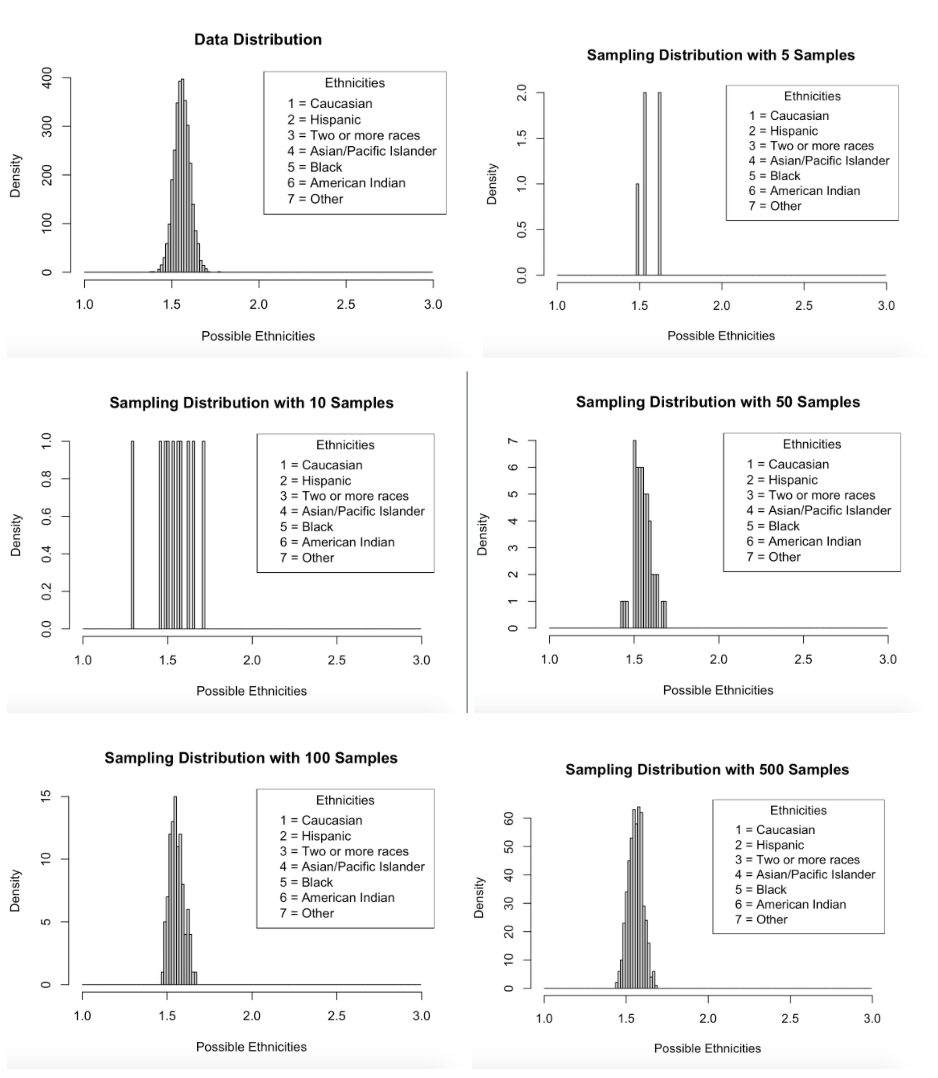 Data Distribution
Density
0
100
200
300
400
Ethnicities
1 = Caucasian
2 = Hispanic
3 = Two or more races
4 = Asian/Pacific Islander
5 = Black
6 = American Indian
7 = Other
1.0 1.5 2.0 2.5 3.0
Possible Ethnicities
Sampling Distribution with 5 Samples
Density
0.0
0.5
1.0
1.5
2.0
Ethnicities
1 = Caucasian
2 = Hispanic
3 = Two or more races
4 = Asian/Pacific Islander
5 = Black
6 = American Indian
7 = Other
1.0 1.5 2.0 2.5 3.0
Possible Ethnicities
Sampling Distribution with 10 Samples
Density
0.0
0.2
0.4
0.6
0.8
1.0
Ethnicities
1 = Caucasian
2 = Hispanic
3 = Two or more races
4 = Asian/Pacific Islander
5 = Black
6 = American Indian
7 = Other
1.0 1.5 2.0 2.5 3.0
Possible Ethnicities
Sampling Distribution with 50 Samples
Density
0
1
2
3
4
5
6
7
Ethnicities
1 = Caucasian
2 = Hispanic
3 = Two or more races
4 = Asian/Pacific Islander
5 = Black
6 = American Indian
7 = Other
1.0 1.5 2.0 2.5 3.0
Possible Ethnicities
Sampling Distribution with 100 Samples
Density
0
5
10
15
Ethnicities
1 = Caucasian
2 = Hispanic
3 = Two or more races
4 = Asian/Pacific Islander
5 = Black
6 = American Indian
7 = Other
1.0 1.5 2.0 2.5 3.0
Possible Ethnicities
Sampling Distribution with 500 Samples
Density
0
10
20
30
40
50
60
Ethnicities
1 = Caucasian
2 = Hispanic
3 = Two or more races
4 = Asian/Pacific Islander
5 = Black
6 = American Indian
7 = Other
1.0 1.5 2.0 2.5 3.0
Possible Ethnicities